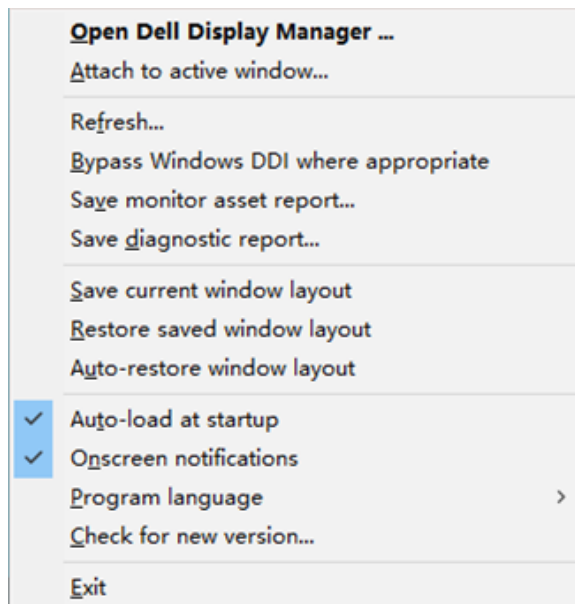 Open Dell Display Manager ...
Attach to active window...
Refresh...
Bypass Windows DDI where appropriate
Save monitor asset report...
Save diagnostic report...
Save current window layout
Restore saved window layout
Auto-restore window layout
Auto-load at startup
Onscreen notifications
Program language
Check for new version...
Exit